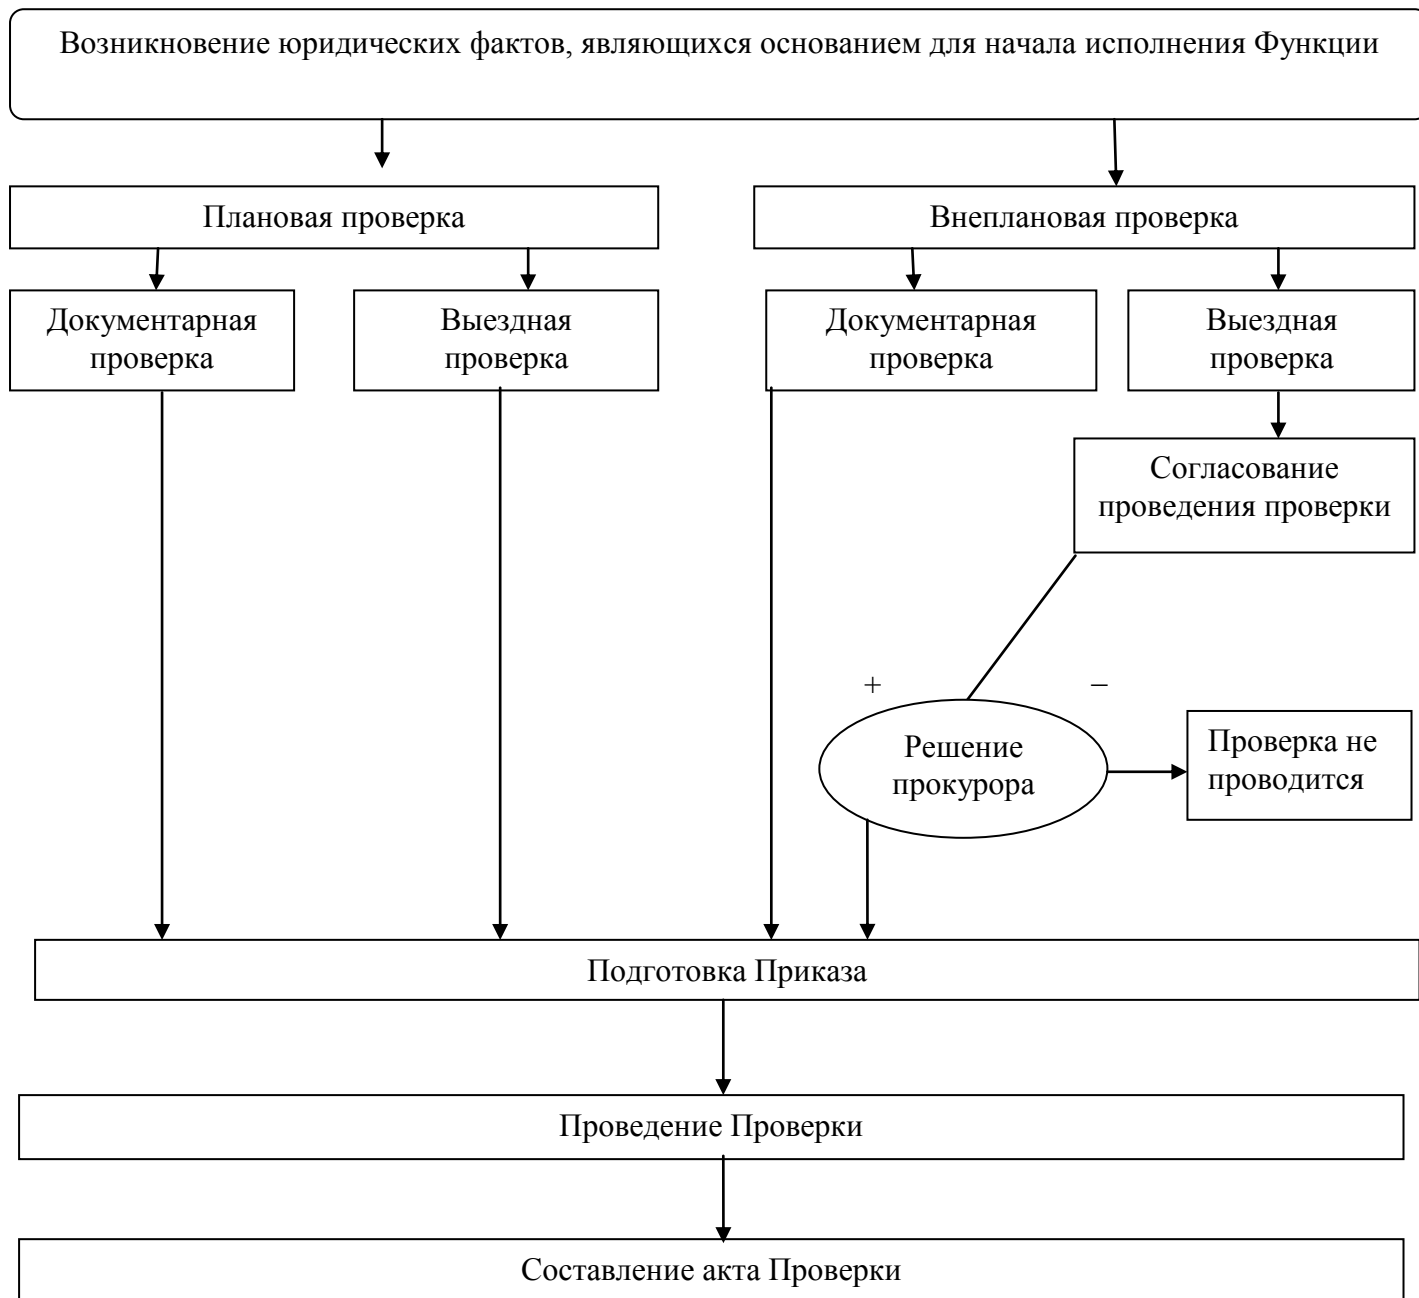 Возникновение юридических фактов, являющихся основанием для начала исполнения Функции
Плановая проверка
Внеплановая проверка
Документарная
проверка
Выездная
проверка
Документарная
проверка
Выездная
проверка
Согласование
проведения проверки
+
–
Решение
прокурора
Проверка не
проводится
Подготовка Приказа
Проведение Проверки
Составление акта Проверки